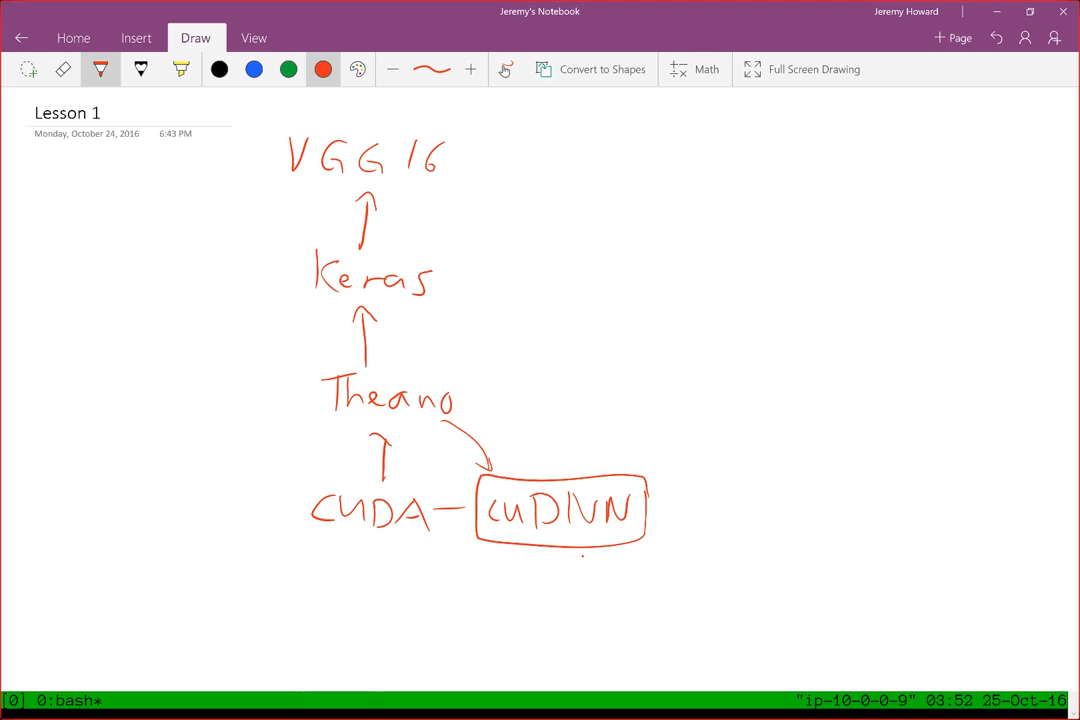 Jeremy's Notebook
Jeremy Howard
Home Insert Draw View
+ Page
Convert to Shapes
Math
Full Screen Drawing
Lesson 1
Monday, October 24, 2016 6:43 PM
VGG 16
Keras
Theano
CUDA — CUDNN
[0] 0:bash* "ip-10-0-0-9" 03:52 25-Oct-16